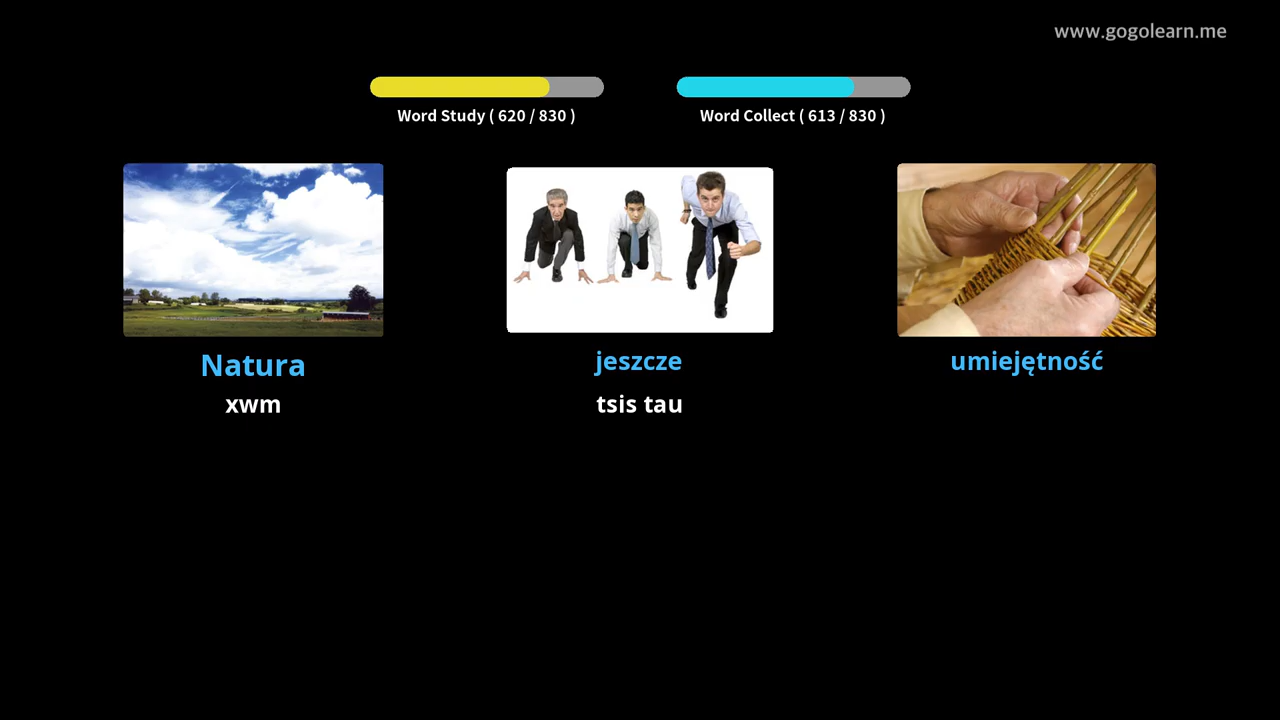 www.gogolearn.me
Word Study ( 620 / 830 )
Word Collect ( 613 / 830 )
Natura
jeszcze
umiejętność
xwm
tsis tau